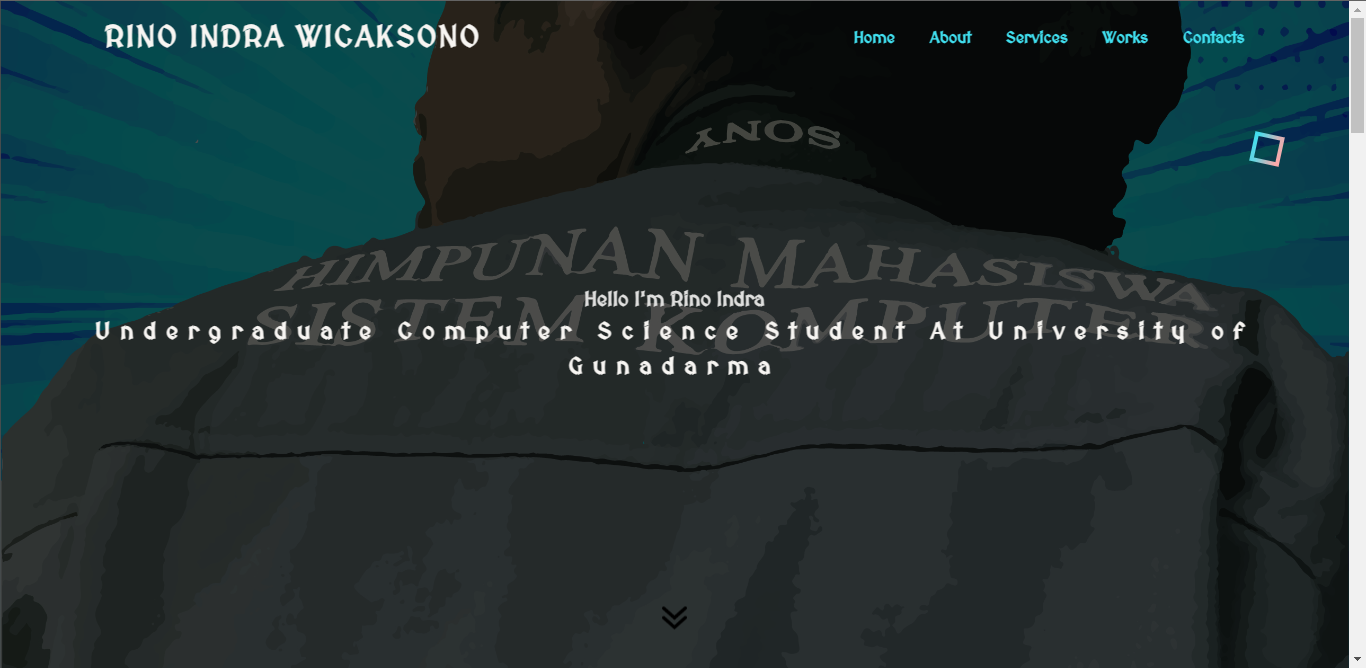 RINO INDRA WICAKSONO
Home About Services Works Contacts
SONY
HIMPUNAN MAHASISWA
SISTEM KOMPUTER
Hello I'm Rino Indra
Undergraduate Computer Science Student At University of
Gunadarma